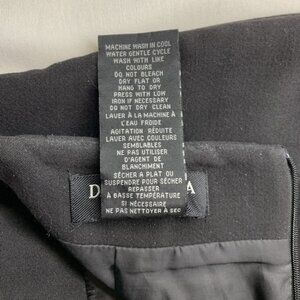 MACHINE WASH IN COOL
WATER GENTLE CYCLE
WASH WITH LIKE
COLOURS
DO NOT BLEACH
DRY FLAT OR
HANG TO DRY
PRESS WITH LOW
IRON IF NECESSARY
DO NOT DRY CLEAN
LAVER À LA MACHINE À
L'EAU FROIDE
AGITATION RÉDUITE
LAVER AVEC COULEURS
SEMBLABLES
NE PAS UTILISER
D'AGENT DE
BLANCHIMENT
SÉCHER A PLAT OU
SUSPENDRE POUR SÉCHER
REPASSER
À BASSE TEMPÉRATURE
SI NÉCESSAIRE
NE PAS NETTOYER À SEC